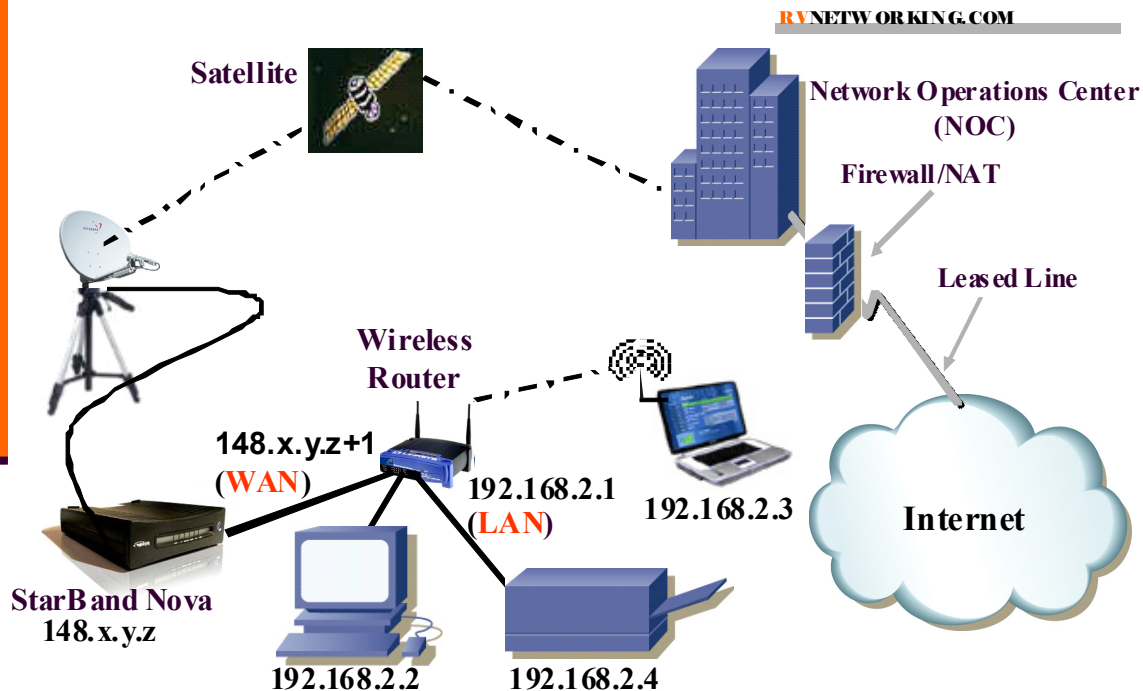 RVNETWORKING.COM
Satellite
Network Operations Center
(NOC)
Firewall/NAT
Leased Line
Wireless
Router
148.x.y.z+1
(WAN)
192.168.2.1
(LAN)
192.168.2.3
Internet
StarBand Nova
148.x.y.z
192.168.2.2
192.168.2.4